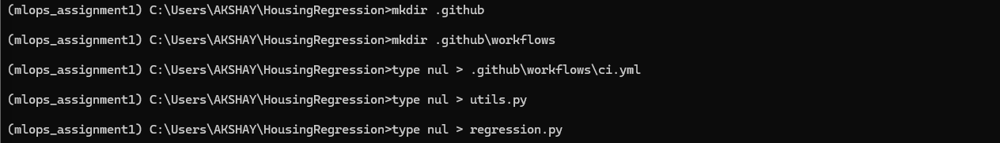 (mlops_assignment1) C:\Users\AKSHAY\HousingRegression>mkdir .github
(mlops_assignment1) C:\Users\AKSHAY\HousingRegression>mkdir .github\workflows
(mlops_assignment1) C:\Users\AKSHAY\HousingRegression>type nul > .github\workflows\ci.yml
(mlops_assignment1) C:\Users\AKSHAY\HousingRegression>type nul > utils.py
(mlops_assignment1) C:\Users\AKSHAY\HousingRegression>type nul > regression.py